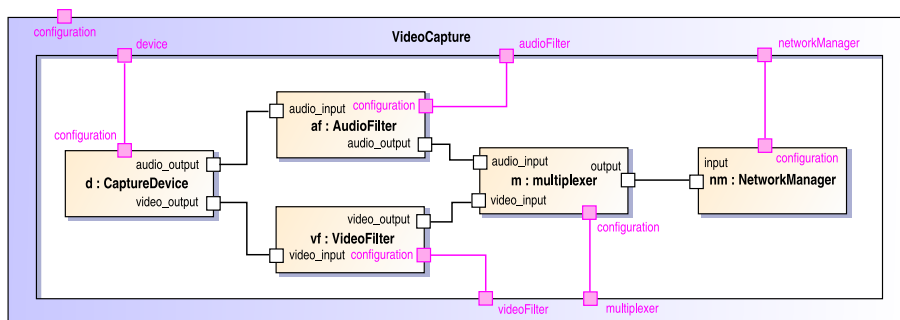 configuration
VideoCapture
device
audioFilter
networkManager
audio_input
configuration
af : AudioFilter
audio_output
configuration
audio_output
d : CaptureDevice
video_output
audio_input
output
m : multiplexer
video_input
input
configuration
nm : NetworkManager
video_output
vf : VideoFilter
video_input
configuration
configuration
videoFilter
multiplexer